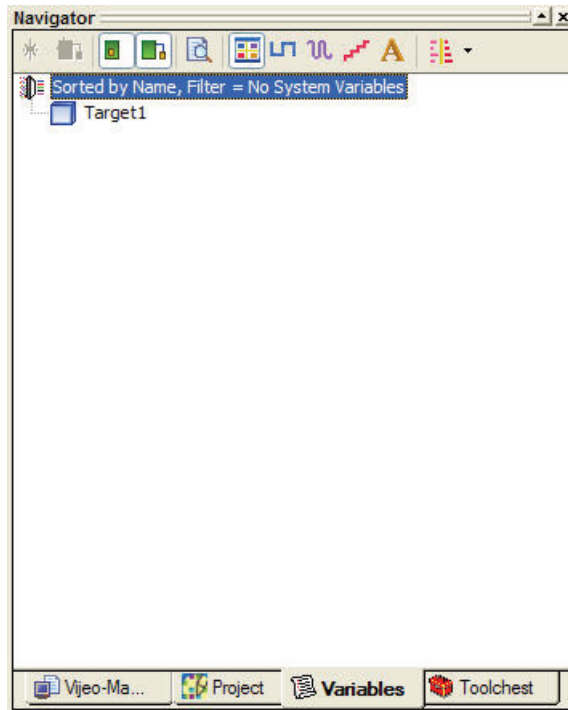 Navigator
A
Sorted by Name, Filter = No System Variables
Target1
Vijeo-Ma... Project Variables Toolchest